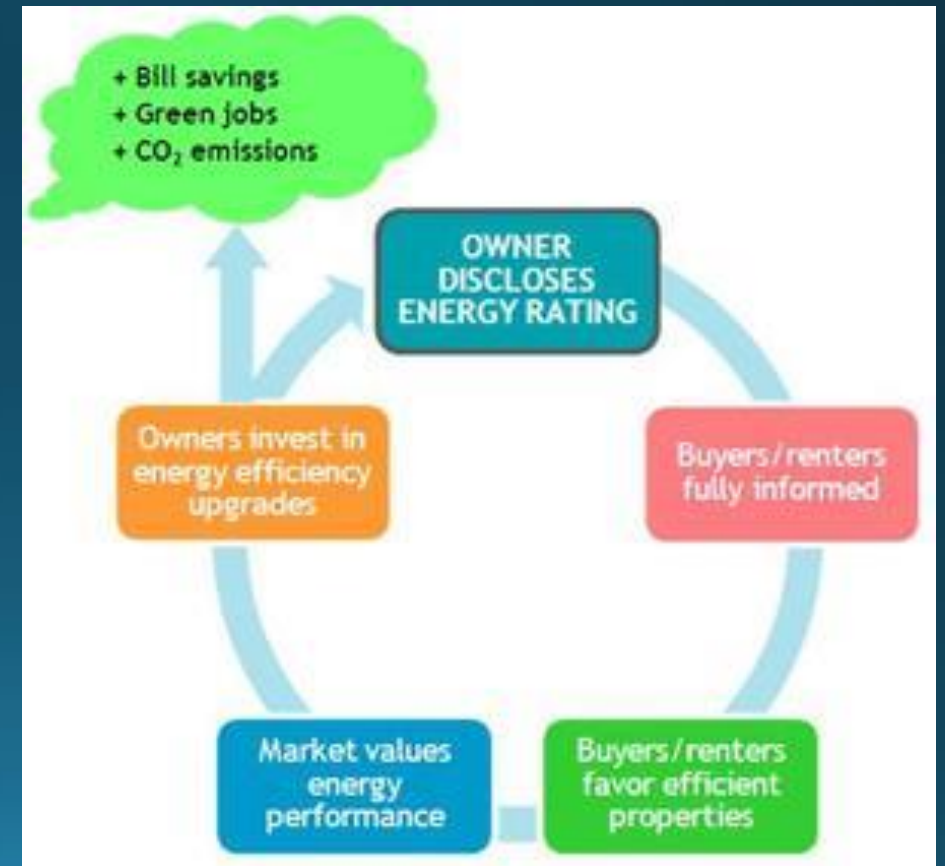 + Bill savings
+ Green jobs
+ CO₂ emissions
OWNER
DISCLOSES
ENERGY RATING
Owners invest in
energy efficiency
upgrades
Buyers/renters
fully informed
Market values
energy
performance
Buyers/renters
favor efficient
properties